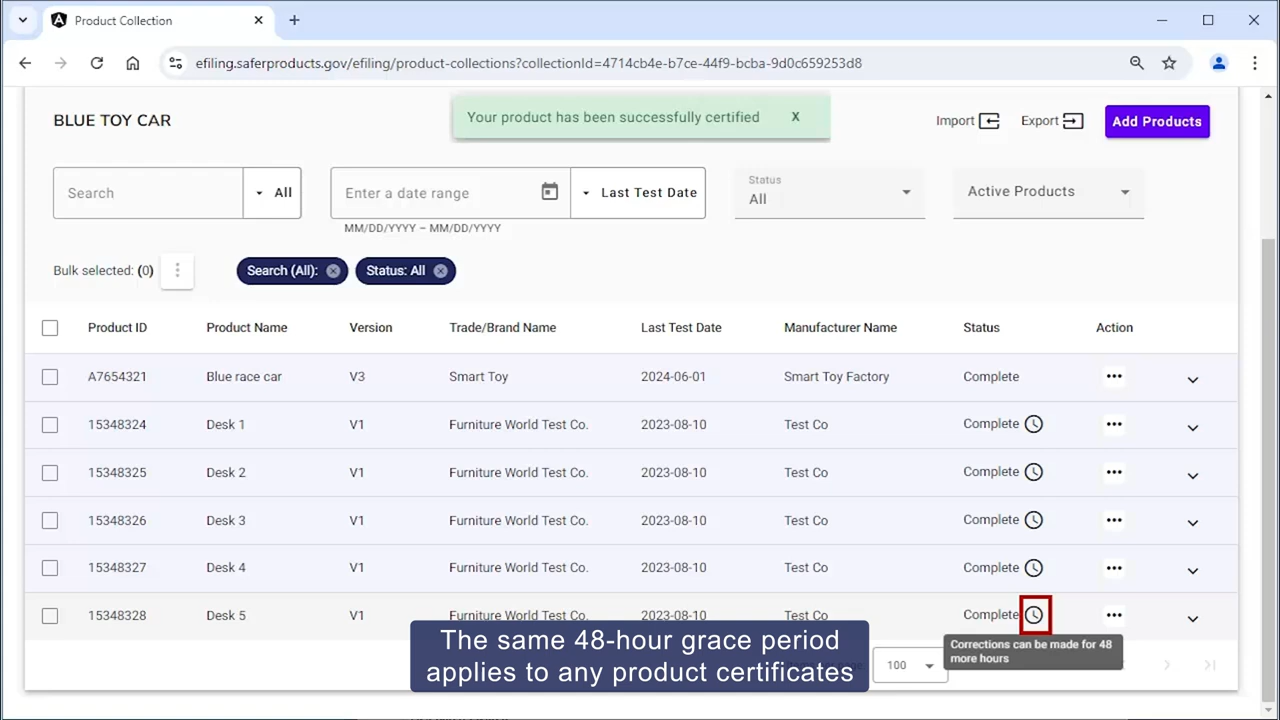 Product Collection
efiling.saferproducts.gov/efiling/product-collections?collectionId=4714cb4e-b7ce-44f9-bcba-9d0c659253d8
BLUE TOY CAR
Your product has been successfully certified X
Import Export Add Products
Search All
Enter a date range Last Test Date
Status
All
Active Products
MM/DD/YYYY – MM/DD/YYYY
Bulk selected: (0) Search (All): Status: All
Product ID Product Name Version Trade/Brand Name Last Test Date Manufacturer Name Status Action
A7654321 Blue race car V3 Smart Toy 2024-06-01 Smart Toy Factory Complete
15348324 Desk 1 V1 Furniture World Test Co. 2023-08-10 Test Co Complete
15348325 Desk 2 V1 Furniture World Test Co. 2023-08-10 Test Co Complete
15348326 Desk 3 V1 Furniture World Test Co. 2023-08-10 Test Co Complete
15348327 Desk 4 V1 Furniture World Test Co. 2023-08-10 Test Co Complete
15348328 Desk 5 V1 Furniture World Test Co. 2023-08-10 Test Co Complete
The same 48-hour grace period
applies to any product certificates
100
Corrections can be made for 48
more hours